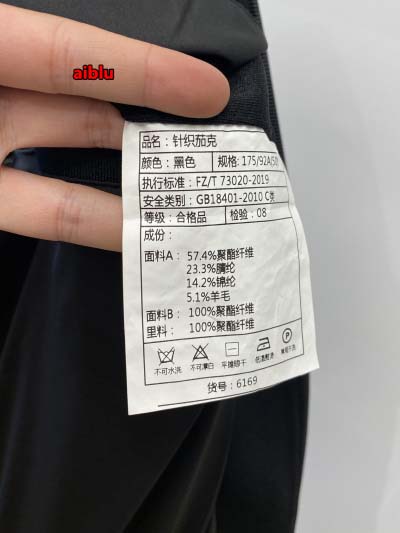 aiblu
品名：针织茄克
颜色：黑色 规格：175/92A(50)
执行标准：FZ/T 73020-2019
安全类别：GB18401-2010 C类
等级：合格品 检验：08
成份：
面料A：57.4%聚酯纤维
23.3%腈纶
14.2%锦纶
5.1%羊毛
面料B：100%聚酯纤维
里料：100%聚酯纤维
不可水洗 不可漂白 平摊晾干 低温熨烫
P
货号：6169